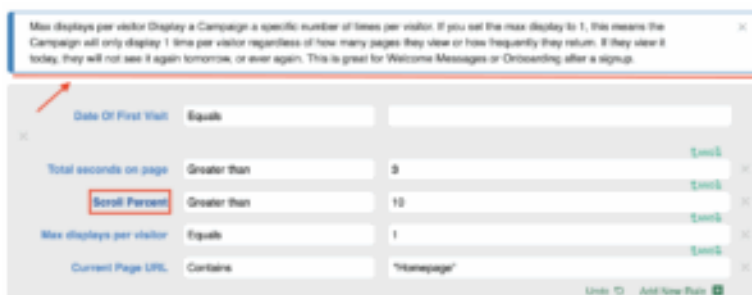 Max displays per visitor Display a Campaign a specific number of times per visitor. If you set the max display to 1, this means the
Campaign will only display 1 time per visitor regardless of how many pages they view or how frequently they return. If they view it
today, they will not see it again tomorrow, or ever again. This is great for Welcome Messages or Onboarding after a signup.
Date Of First Visit Equals
Total seconds on page Greater than 9
Scroll Percent Greater than 10
Max displays per visitor Equals 1
Current Page URL Contains "Homepage"
Undo Add New Rule